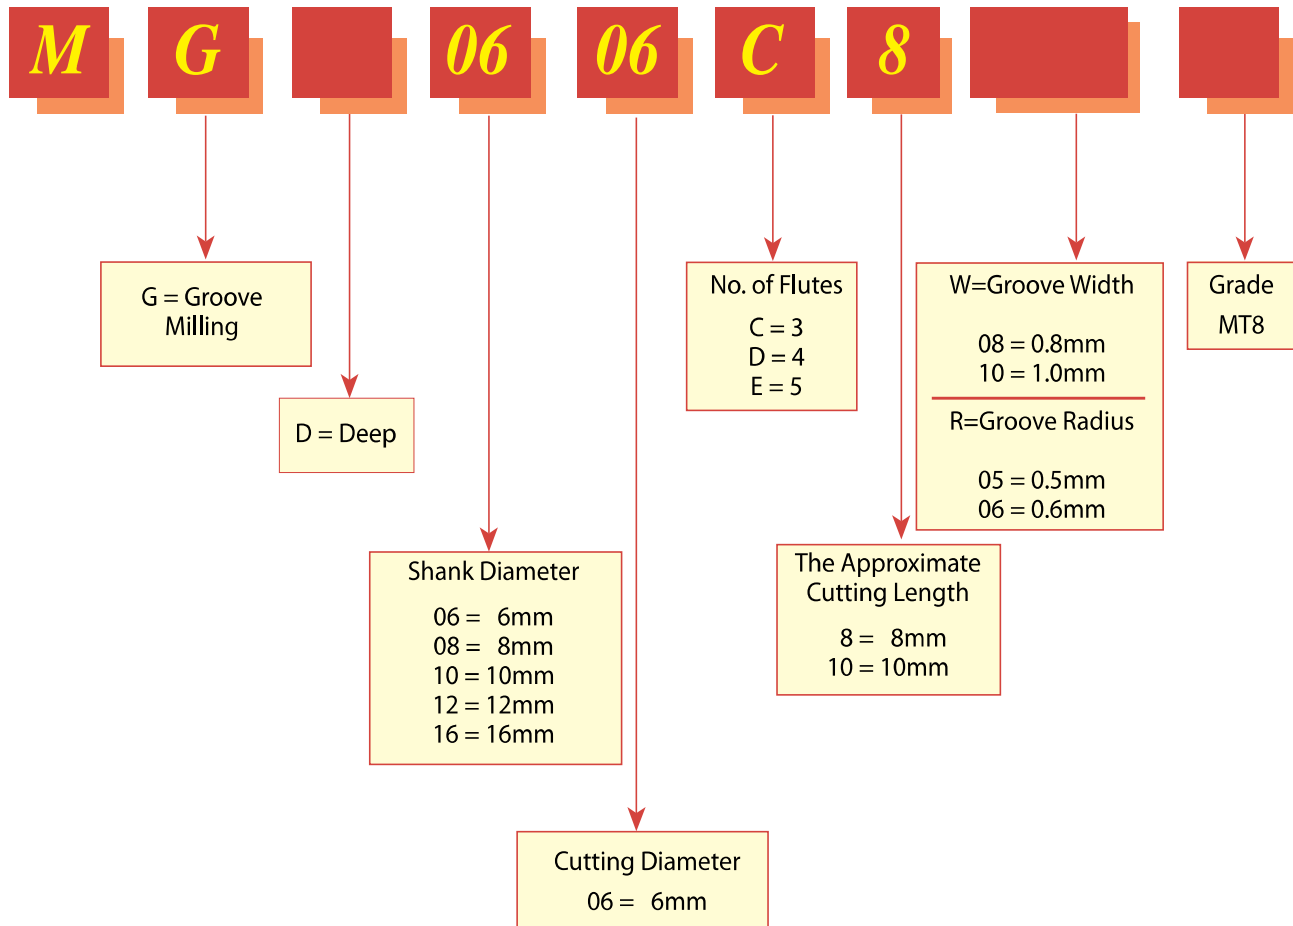 M G 06 06 C 8
G = Groove
Milling
D = Deep
Shank Diameter
06 = 6mm
08 = 8mm
10 = 10mm
12 = 12mm
16 = 16mm
Cutting Diameter
06 = 6mm
No. of Flutes
C = 3
D = 4
E = 5
The Approximate
Cutting Length
8 = 8mm
10 = 10mm
W=Groove Width
08 = 0.8mm
10 = 1.0mm
R=Groove Radius
05 = 0.5mm
06 = 0.6mm
Grade
MT8